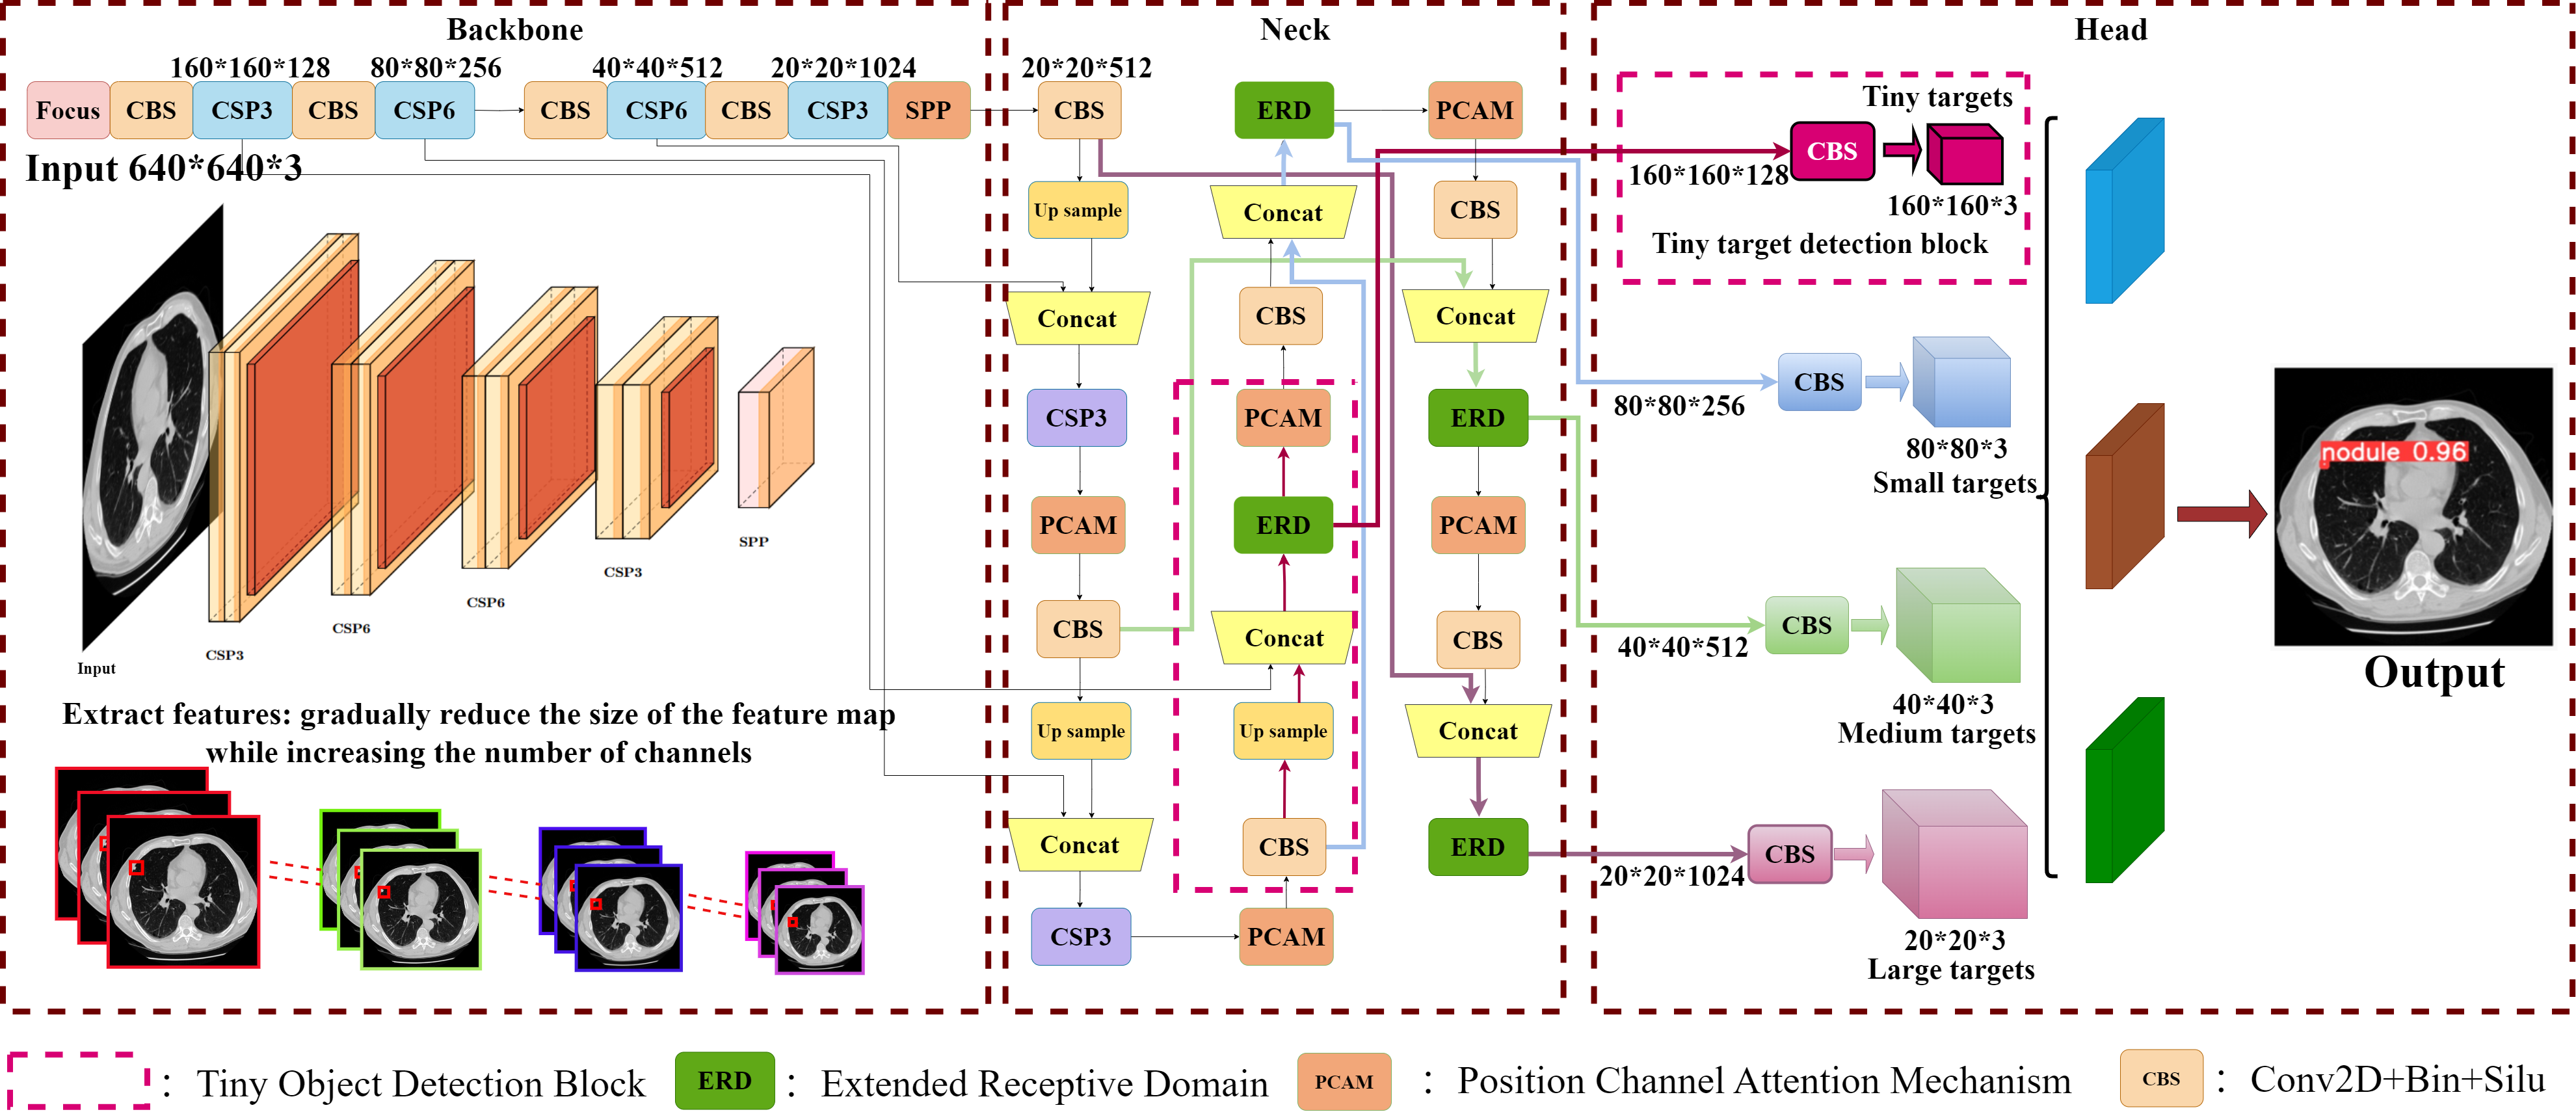 Backbone
160*160*128
80*80*256
40*40*512
20*20*1024
Focus
CBS
CSP3
CBS
CSP6
CBS
CSP6
CBS
CSP3
SPP
Input 640*640*3
CSP3
CSP6
CSP6
CSP3
SPP
Input
Extract features: gradually reduce the size of the feature map
while increasing the number of channels
Neck
20*20*512
CBS
Up sample
Concat
CSP3
PCAM
CBS
Up sample
Concat
CSP3
ERD
Concat
CBS
PCAM
ERD
Concat
Up sample
CBS
PCAM
PCAM
CBS
Concat
ERD
PCAM
CBS
Concat
ERD
Head
Tiny targets
CBS
160*160*128
160*160*3
Tiny target detection block
CBS
80*80*256
80*80*3
Small targets
CBS
40*40*512
40*40*3
Medium targets
CBS
20*20*1024
20*20*3
Large targets
nodule 0.96
Output
: Tiny Object Detection Block
ERD : Extended Receptive Domain
PCAM : Position Channel Attention Mechanism
CBS : Conv2D+Bin+Silu